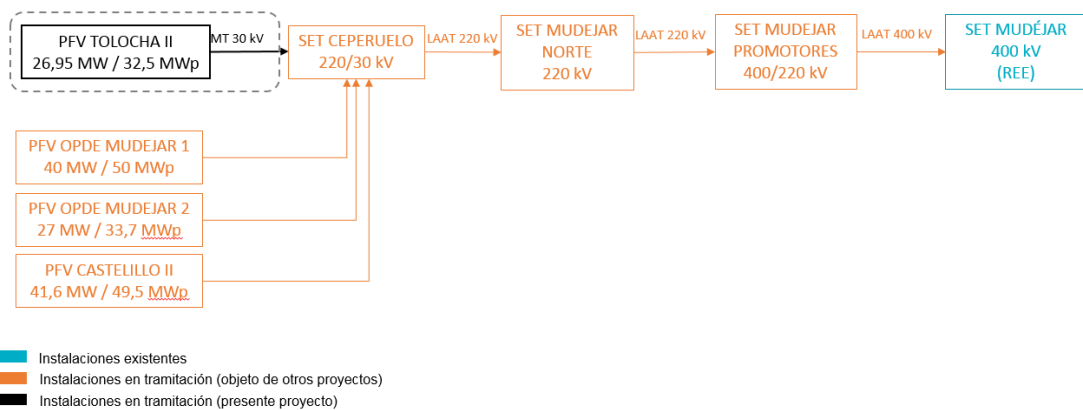 PFV TOLOCHA II
26,95 MW / 32,5 MWp
MT 30 kV
SET CEPERUELO
220/30 kV
LAAT 220 kV
SET MUDEJAR
NORTE
220 kV
LAAT 220 kV
SET MUDEJAR
PROMOTORES
400/220 kV
LAAT 400 kV
SET MUDÉJAR
400 kV
(REE)
PFV OPDE MUDEJAR 1
40 MW / 50 MWp
PFV OPDE MUDEJAR 2
27 MW / 33,7 MWp
PFV CASTELILLO II
41,6 MW / 49,5 MWp
Instalaciones existentes
Instalaciones en tramitación (objeto de otros proyectos)
Instalaciones en tramitación (presente proyecto)